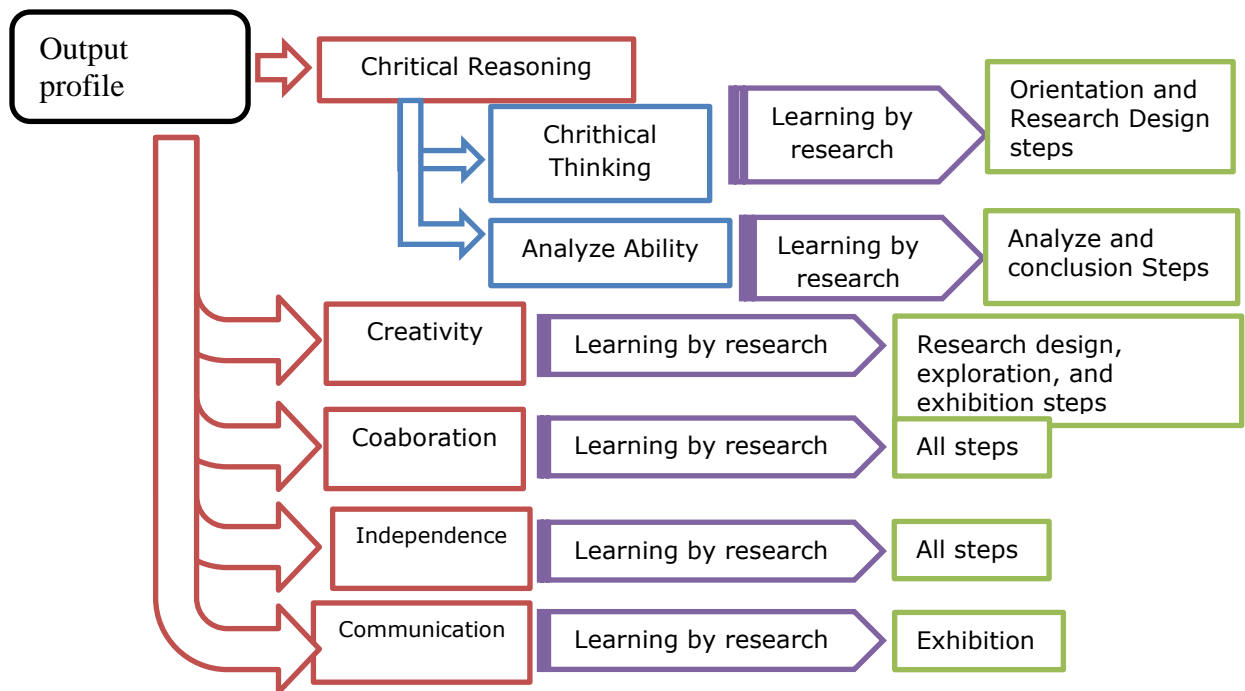 Output
profile
Chritical Reasoning
Chrithical
Thinking
Learning by
research
Orientation and
Research Design
steps
Analyze Ability
Learning by
research
Analyze and
conclusion Steps
Creativity
Learning by research
Research design,
exploration, and
exhibition steps
Coaboration
Learning by research
All steps
Independence
Learning by research
All steps
Communication
Learning by research
Exhibition